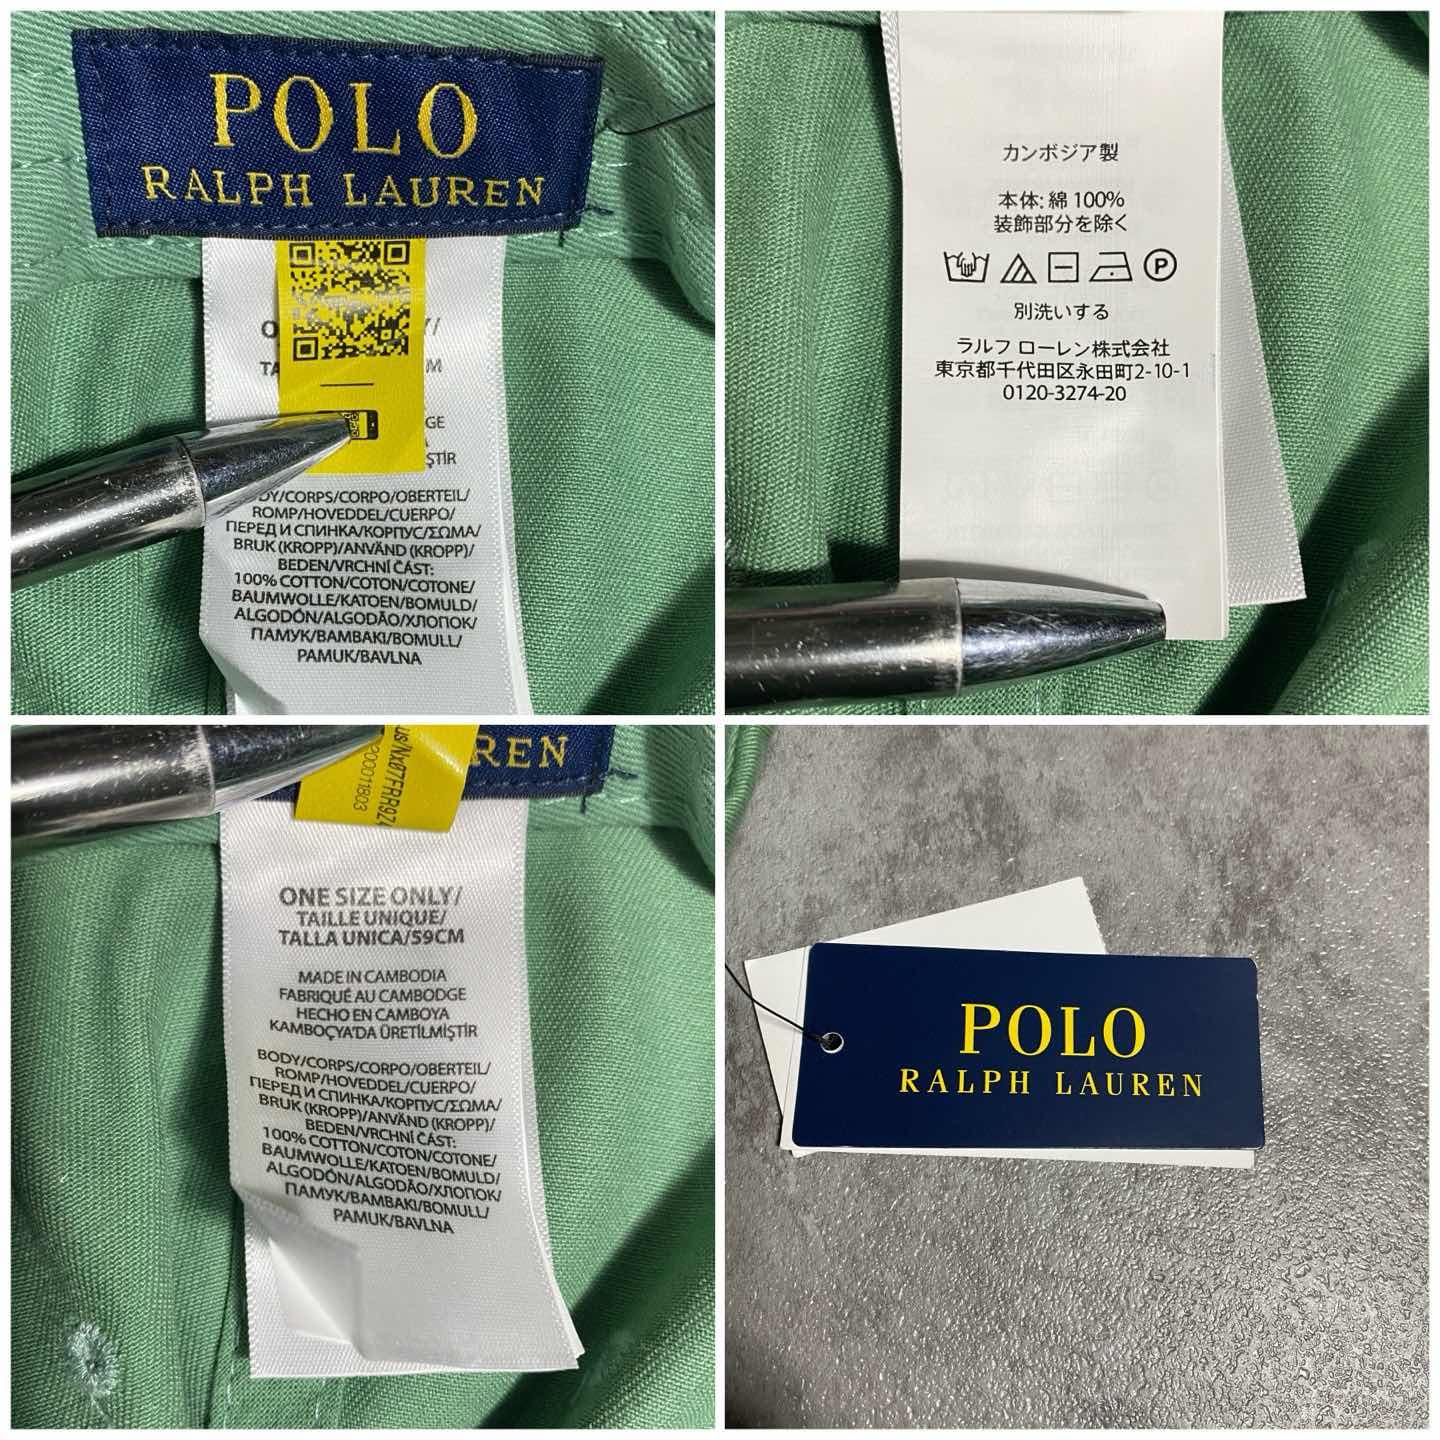 POLO
RALPH LAUREN
GE
ŞTİR
BODY/CORPS/CORPO/OBERTEIL/
ROMP/HOVEDDEL/CUERPO/
ПЕРЕД И СПИНКА/КОРПУС/ΣΩΜΑ/
BRUK (KROPP)/ANVÄND (KROPP)/
BEDEN/VRCHNÍ ČÁST:
100% COTTON/COTON/COTONE/
BAUMWOLLE/KATOEN/BOMULD/
ALGODÓN/ALGODÃO/ХЛОПОК/
ПАМУК/BAMBAKI/BOMULL/
PAMUK/BAVLNA
カンボジア製
本体: 綿 100%
装飾部分を除く
P
別洗いする
ラルフ ローレン株式会社
東京都千代田区永田町2-10-1
0120-3274-20
REN
us/Nx07FRR9Z4
200011803
ONE SIZE ONLY/
TAILLE UNIQUE/
TALLA UNICA/59CM
MADE IN CAMBODIA
FABRIQUÉ AU CAMBODGE
HECHO EN CAMBOYA
KAMBOÇYA'DA ÜRETİLMİŞTİR
BODY/CORPS/CORPO/OBERTEIL/
ROMP/HOVEDDEL/CUERPO/
ПЕРЕД И СПИНКА/КОРПУС/ΣΩΜΑ/
BRUK (KROPP)/ANVÄND (KROPP)/
BEDEN/VRCHNÍ ČÁST:
100% COTTON/COTON/COTONE/
BAUMWOLLE/KATOEN/BOMULD/
ALGODÓN/ALGODÃO/ХЛОПОК/
ПАМУК/BAMBAKI/BOMULL/
PAMUK/BAVLNA
POLO
RALPH LAUREN